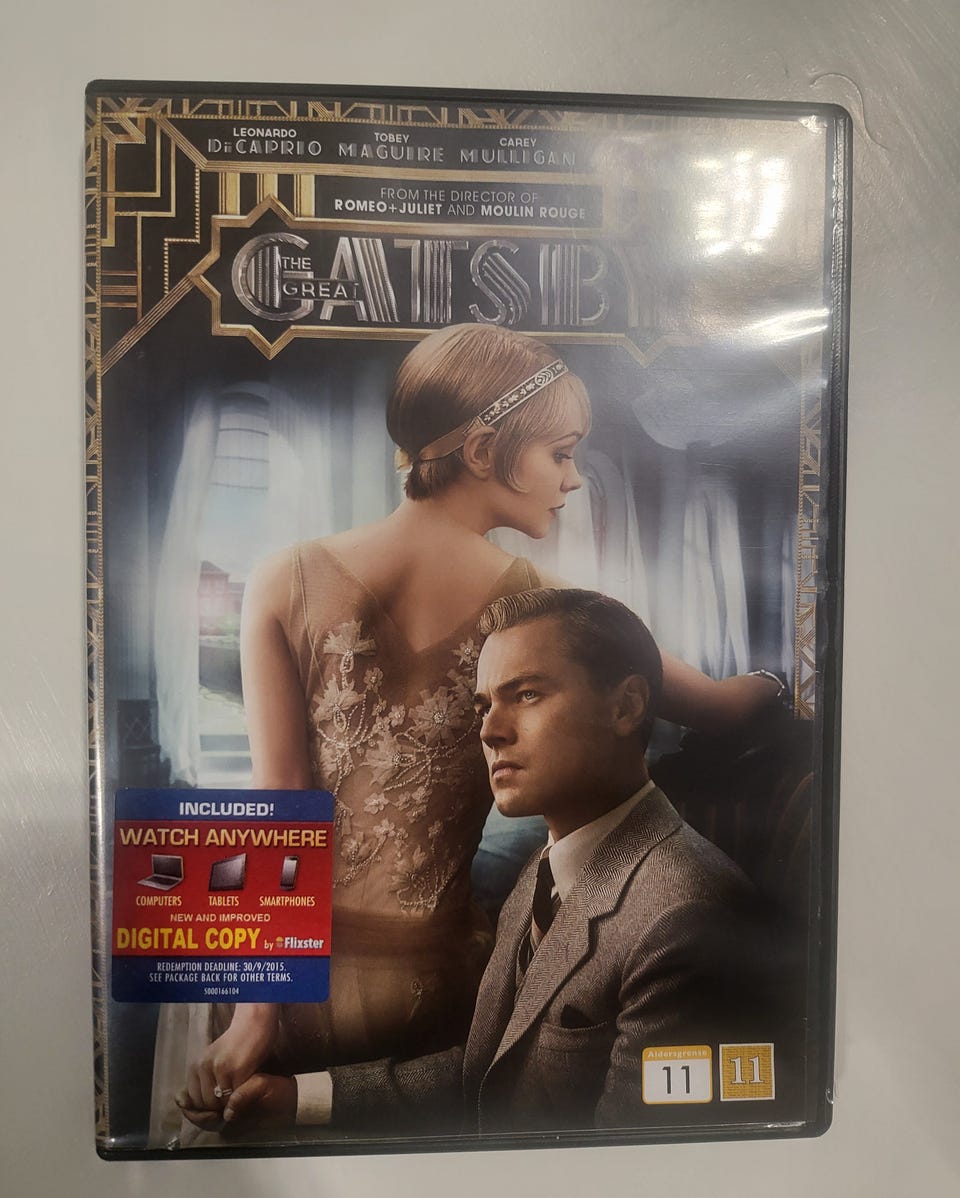 LEONARDO TOBEY CAREY
DiCAPRIO MAGUIRE MULLIGAN
FROM THE DIRECTOR OF
ROMEO+JULIET AND MOULIN ROUGE
THE GREAT
GATSB
INCLUDED!
WATCH ANYWHERE
COMPUTERS TABLETS SMARTPHONES
NEW AND IMPROVED
DIGITAL COPY by Flixster
REDEMPTION DEADLINE: 30/9/2015.
SEE PACKAGE BACK FOR OTHER TERMS.
5000166104
Aldersgrense
11
11